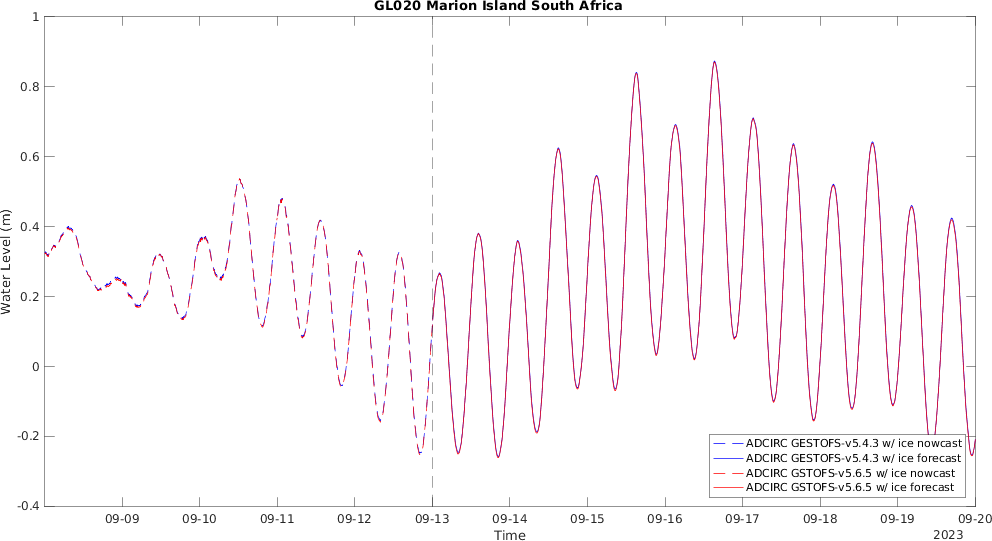 GL020 Marion Island South Africa
1
0.8
0.6
0.4
0.2
0
-0.2
-0.4
Water Level (m)
ADCIRC GESTOFS-v5.4.3 w/ ice nowcast
ADCIRC GESTOFS-v5.4.3 w/ ice forecast
ADCIRC GSTOFS-v5.6.5 w/ ice nowcast
ADCIRC GSTOFS-v5.6.5 w/ ice forecast
09-09 09-10 09-11 09-12 09-13 09-14 09-15 09-16 09-17 09-18 09-19 09-20
Time
2023